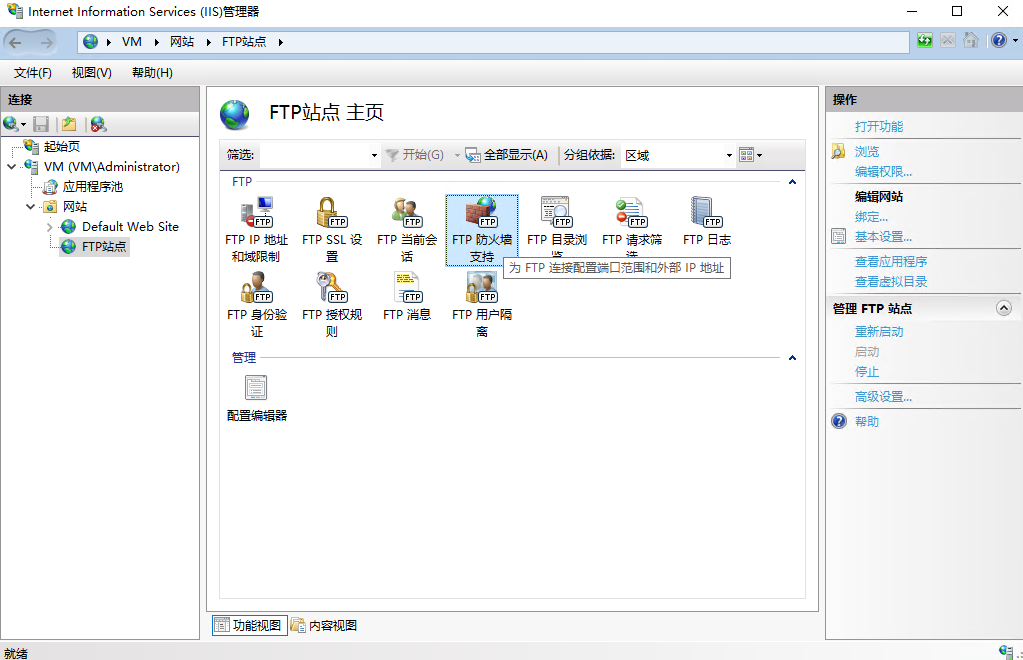 Internet Information Services (IIS)管理器
VM 网站 FTP站点
文件(F) 视图(V) 帮助(H)
连接
起始页
VM (VM\Administrator)
应用程序池
网站
Default Web Site
FTP站点
FTP站点 主页
筛选: 开始(G) 全部显示(A) 分组依据: 区域
FTP
FTP IP 地址
和域限制
FTP SSL 设
置
FTP 当前会
话
FTP 防火墙
支持
FTP 目录浏
览
FTP 请求筛
选
FTP 日志
为 FTP 连接配置端口范围和外部 IP 地址
FTP 身份验
证
FTP 授权规
则
FTP 消息
FTP 用户隔
离
管理
配置编辑器
功能视图 内容视图
操作
打开功能
浏览
编辑权限...
编辑网站
绑定...
基本设置...
查看应用程序
查看虚拟目录
管理 FTP 站点
重新启动
启动
停止
高级设置...
帮助
就绪